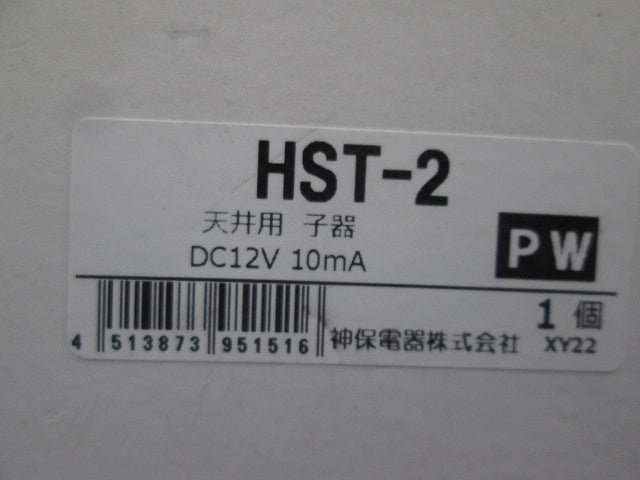 HST-2
天井用 子器
DC12V 10mA
PW
1個
4 513873 951516
神保電器株式会社 XY22